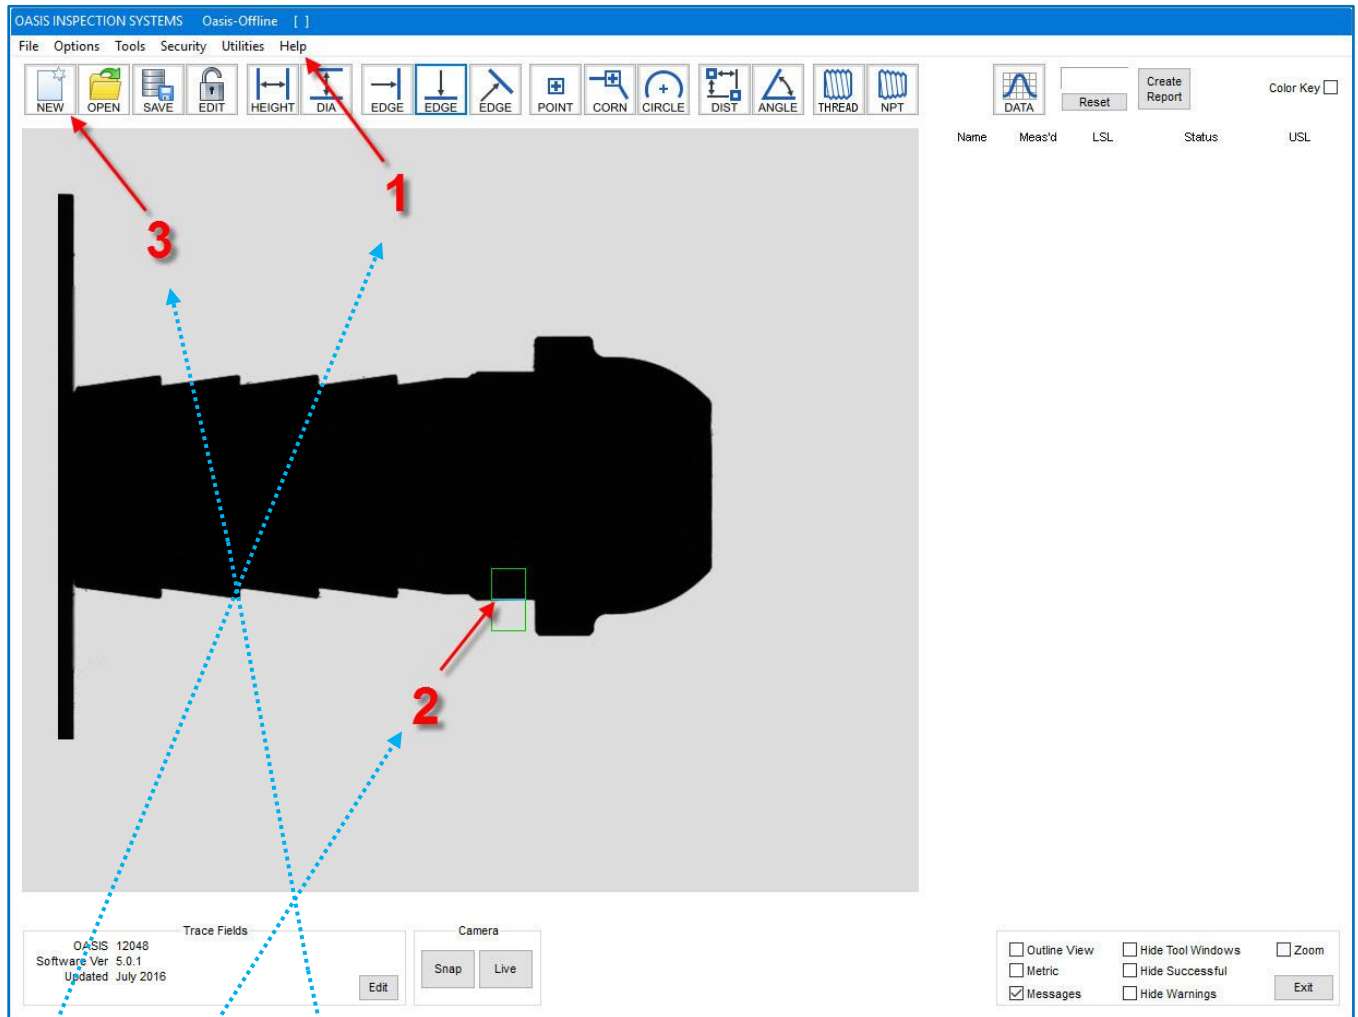 OASIS INSPECTION SYSTEMS Oasis-Offline [ ]
File Options Tools Security Utilities Help
NEW OPEN SAVE EDIT HEIGHT DIA EDGE EDGE EDGE POINT CORN CIRCLE DIST ANGLE THREAD NPT DATA Reset Create Report Color Key
Name Meas'd LSL Status USL
1
3
2
Trace Fields
OASIS 12048
Software Ver 5.0.1
Updated July 2016
Edit
Camera
Snap Live
Outline View Hide Tool Windows Zoom
Metric Hide Successful
Messages Hide Warnings Exit